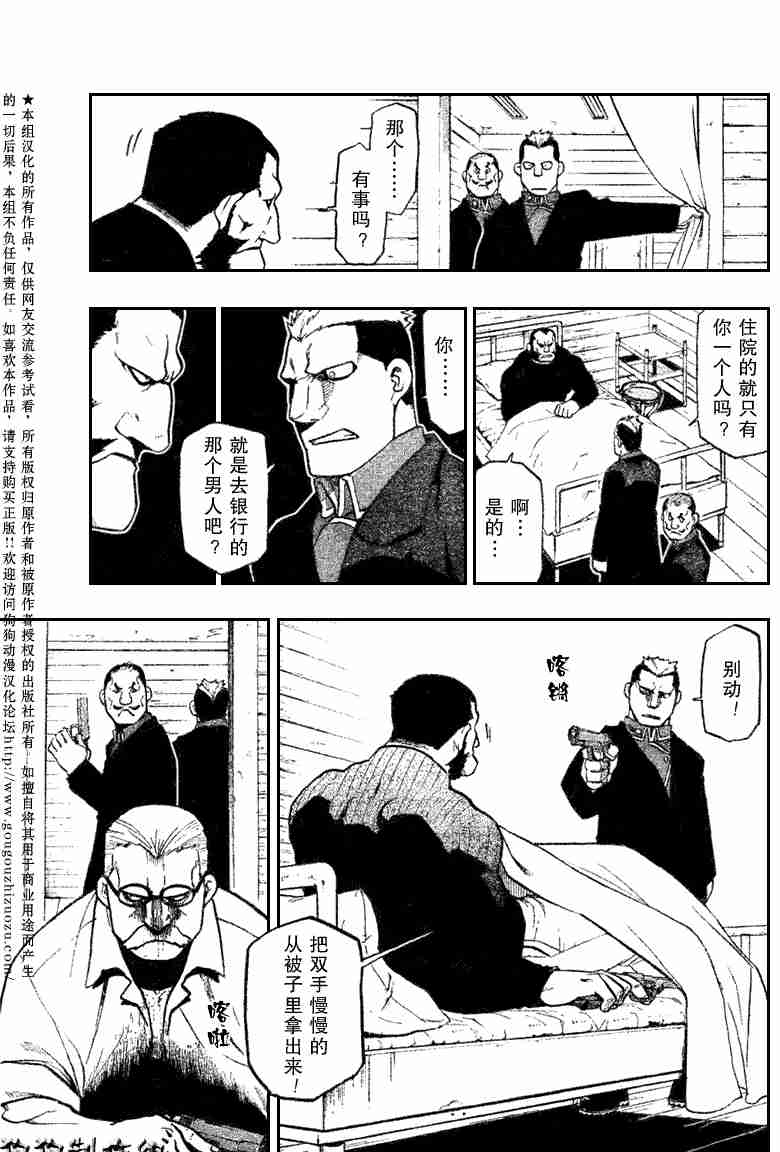 那个……
有事吗？
住院的就只有
你一个人吗？
啊…
是的…
你……
就是去银行的
那个男人吧？
别动！
喀锵
把双手慢慢的
从被子里拿出来！
喀啦
★本组汉化的所有作品，仅供网友交流参考试看，所有版权归原作者和被原作者授权的出版社所有 如擅自将其用于商业用途而产生
的一切后果，本组不负任何责任。如喜欢本作品，请支持购买正版!!欢迎访问狗狗动漫汉化论坛http://www.gougouzhizuozu.com/